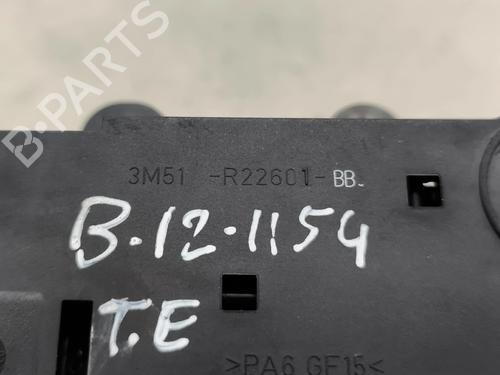 B-PARTS
3M51 -R22601- BB.
B.12.1154
T.E
>PA6 GF15<